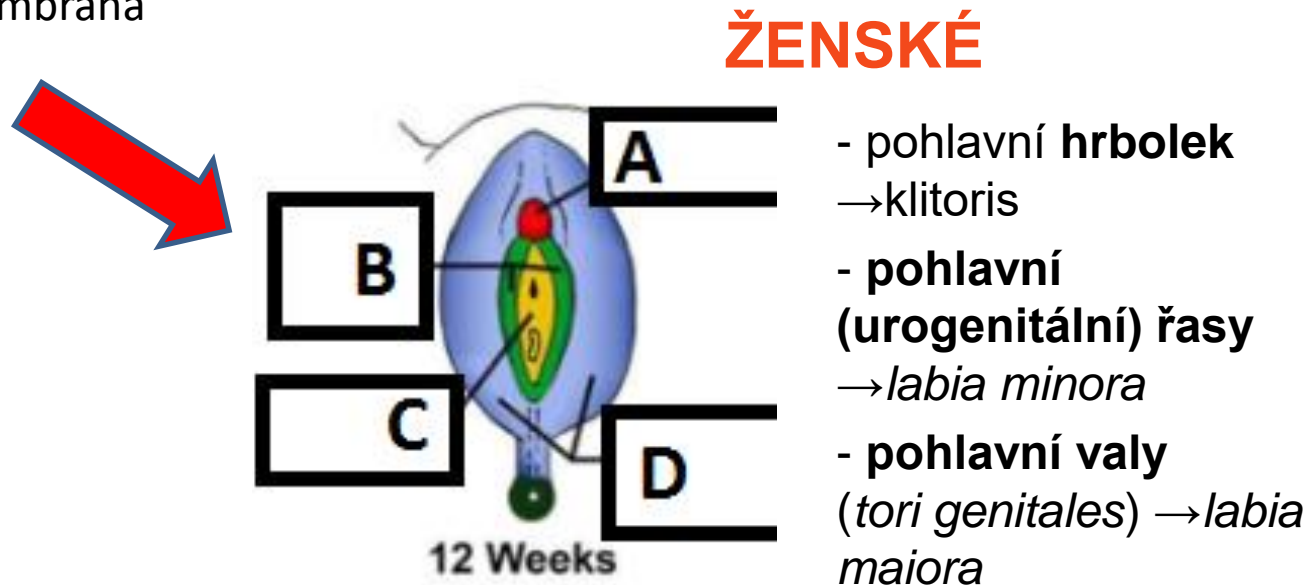 mbrána
ŽENSKÉ
A
B
C
D
12 Weeks
- pohlavní hrbolek
→klitoris
- pohlavní
(urogenitální) řasy
→labia minora
- pohlavní valy
(tori genitales) →labia
maiora